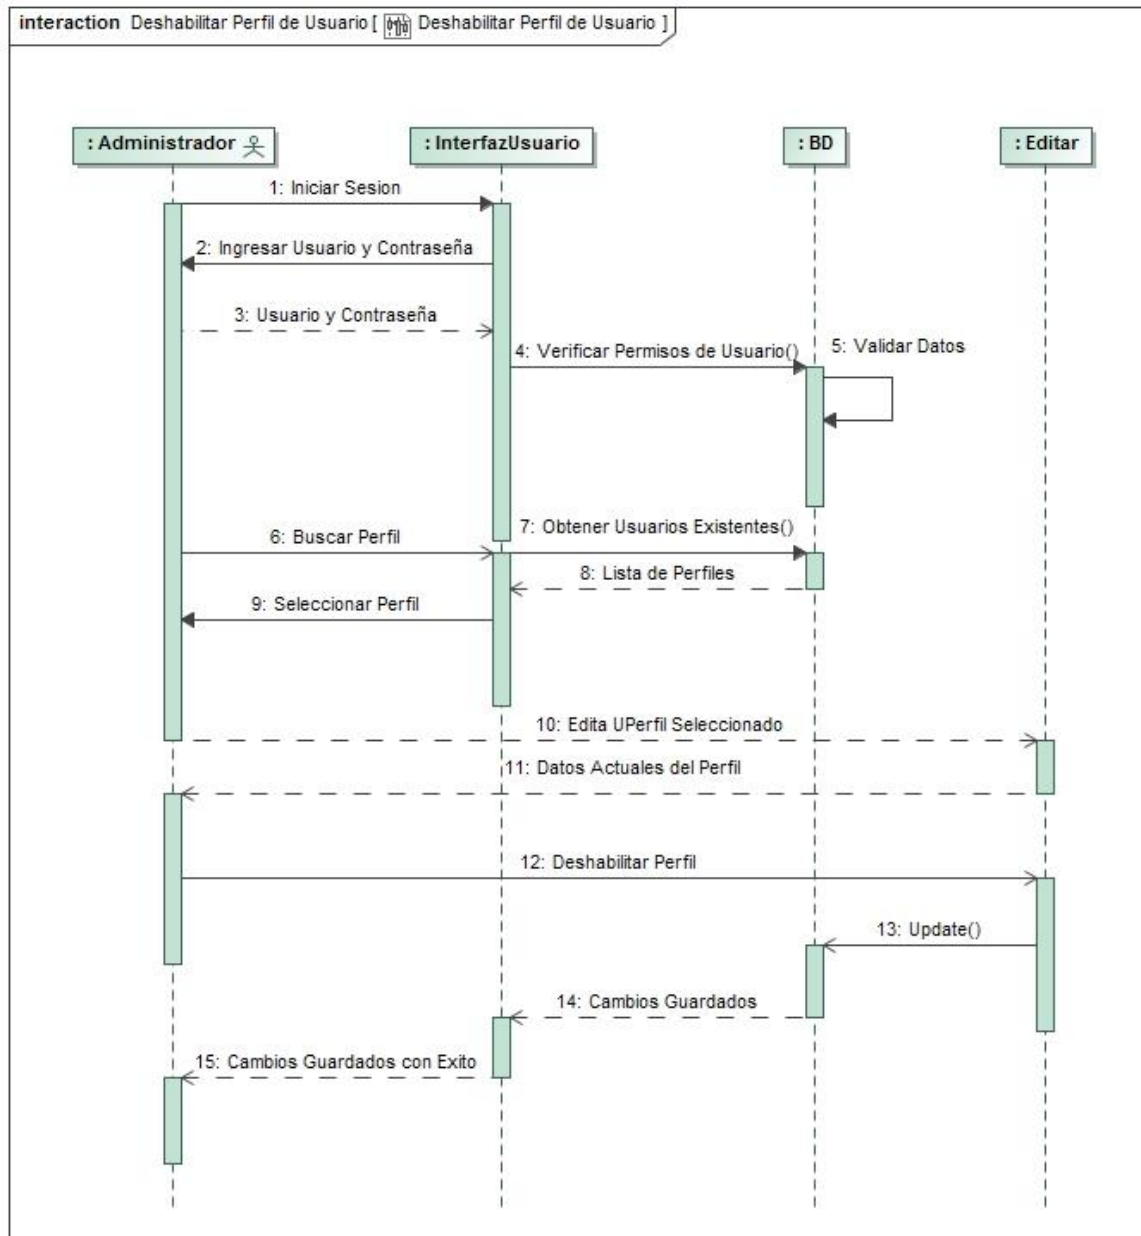 interaction Deshabilitar Perfil de Usuario [ Deshabilitar Perfil de Usuario ]
: Administrador
: InterfazUsuario
: BD
: Editar
1: Iniciar Sesion
2: Ingresar Usuario y Contraseña
3: Usuario y Contraseña
4: Verificar Permisos de Usuario()
5: Validar Datos
6: Buscar Perfil
7: Obtener Usuarios Existentes()
8: Lista de Perfiles
9: Seleccionar Perfil
10: Edita UPerfil Seleccionado
11: Datos Actuales del Perfil
12: Deshabilitar Perfil
13: Update()
14: Cambios Guardados
15: Cambios Guardados con Exito